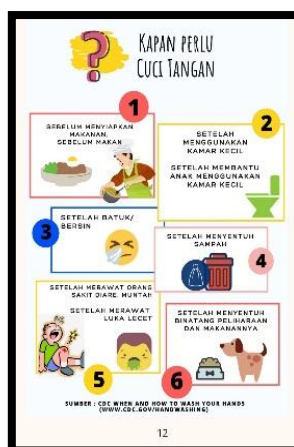 KAPAN PERLU
CUCI TANGAN
1
SEBELUM MENYIAPKAN
MAKANAN,
SEBELUM MAKAN
2
SETELAH
MENGGUNAKAN
KAMAR KECIL
SETELAH MEMBANTU
ANAK MENGGUNAKAN
KAMAR KECIL
3
SETELAH BATUK/
BERSIN
SETELAH MENYENTUH
SAMPAH
4
SETELAH MERAWAT ORANG
SAKIT DIARE, MUNTAH
SETELAH MERAWAT
LUKA LECET
5
SETELAH MENYENTUH
BINATANG PELIHARAAN
DAN MAKANANNYA
6
SUMBER : CDC WHEN AND HOW TO WASH YOUR HANDS
(WWW.CDC.GOV/HANDWASHING)
12